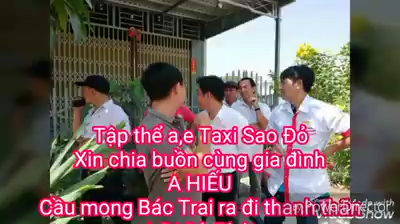 Tập thể a,e Taxi Sao Đỏ
Xin chia buồn cùng gia đình
A HIẾU
Cầu mong Bác Trai ra đi thanh thản